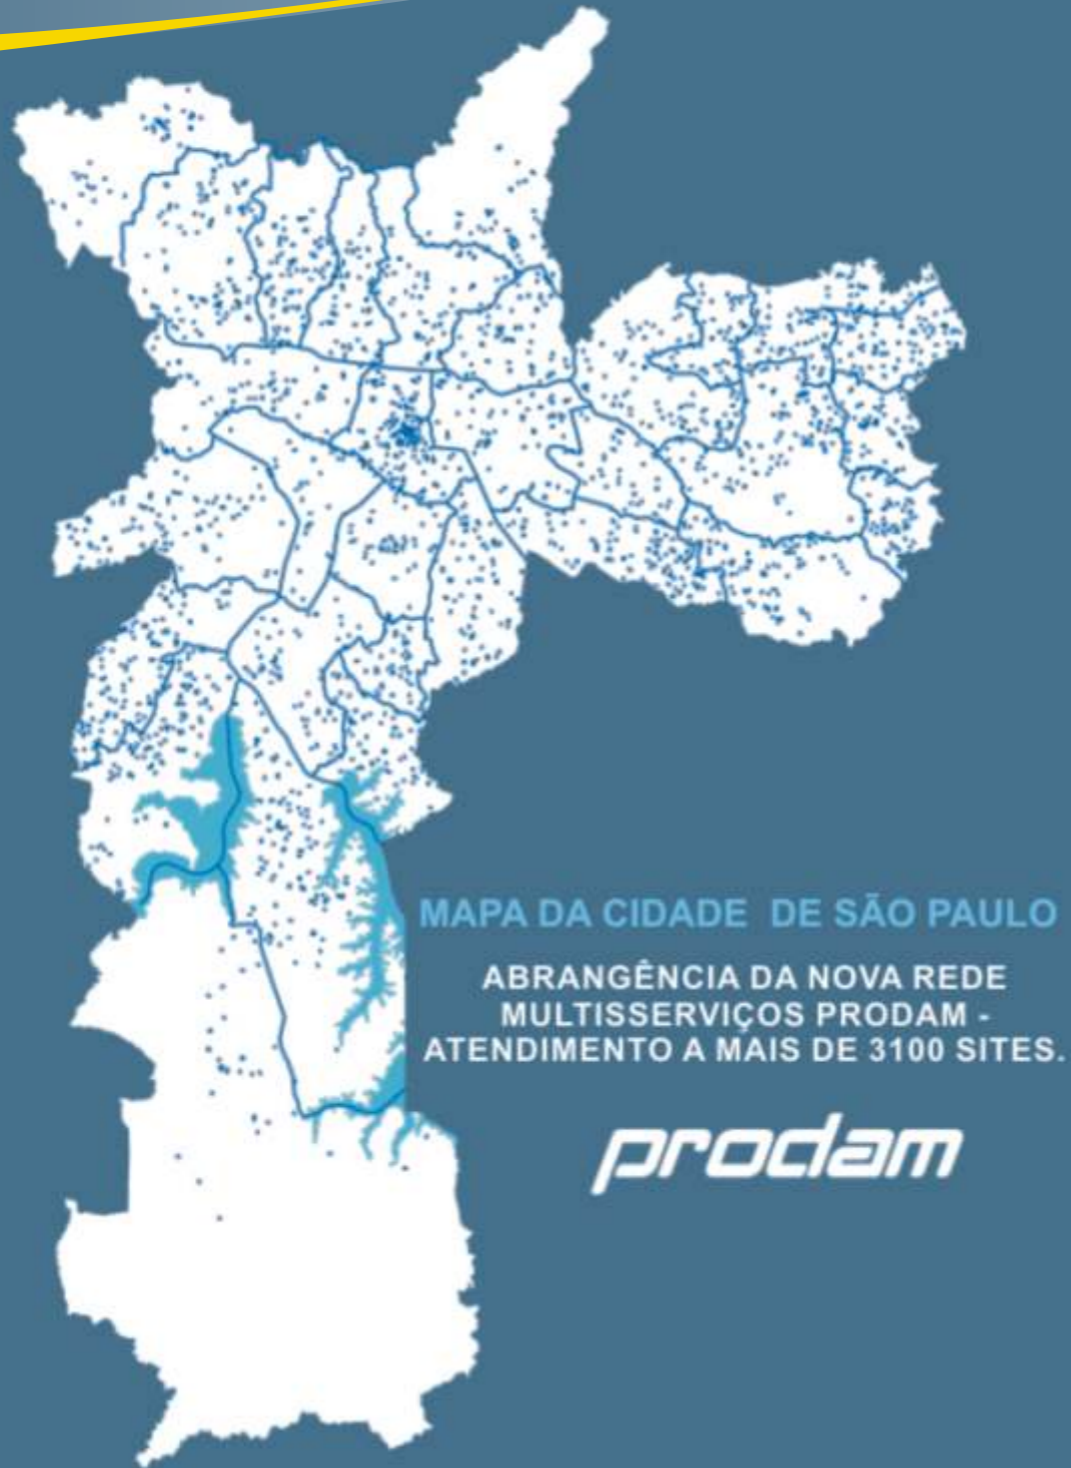 MAPA DA CIDADE DE SÃO PAULO
ABRANGÊNCIA DA NOVA REDE
MULTISSERVIÇOS PRODAM -
ATENDIMENTO A MAIS DE 3100 SITES.
prodam